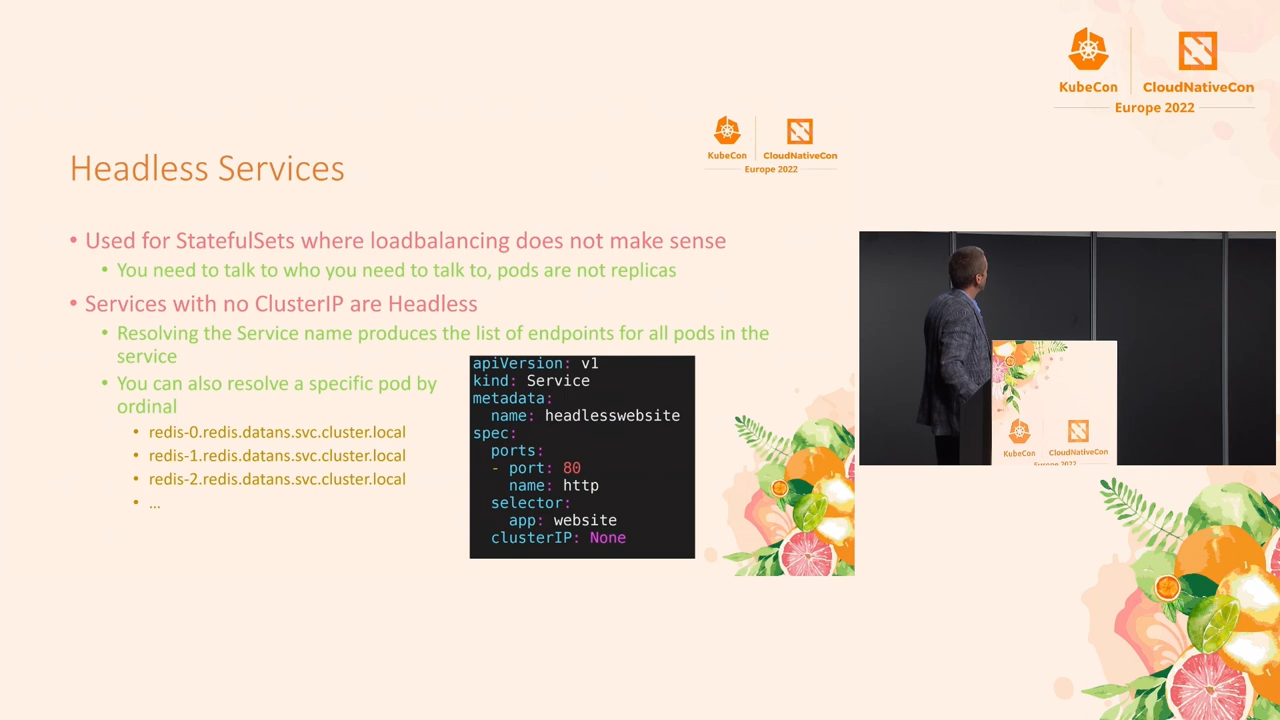 KubeCon
CloudNativeCon
Europe 2022
KubeCon
CloudNativeCon
Europe 2022
Headless Services
• Used for StatefulSets where loadbalancing does not make sense
• You need to talk to who you need to talk to, pods are not replicas
• Services with no ClusterIP are Headless
• Resolving the Service name produces the list of endpoints for all pods in the
service
• You can also resolve a specific pod by
ordinal
• redis-0.redis.datans.svc.cluster.local
• redis-1.redis.datans.svc.cluster.local
• redis-2.redis.datans.svc.cluster.local
• ...
apiVersion: v1
kind: Service
metadata:
  name: headlesswebsite
spec:
  ports:
  - port: 80
    name: http
  selector:
    app: website
  clusterIP: None
KubeCon
CloudNativeCon
Europe 2022